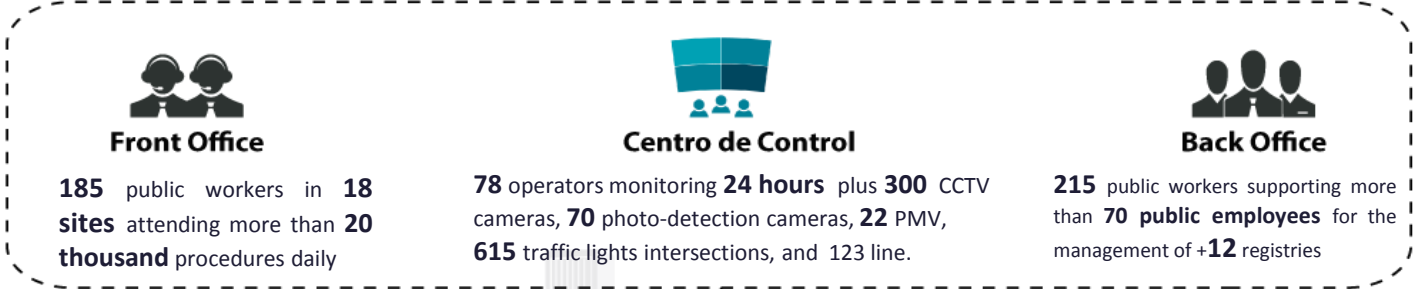 Front Office
185 public workers in 18
sites attending more than 20
thousand procedures daily
Centro de Control
78 operators monitoring 24 hours plus 300 CCTV
cameras, 70 photo-detection cameras, 22 PMV,
615 traffic lights intersections, and 123 line.
Back Office
215 public workers supporting more
than 70 public employees for the
management of +12 registries